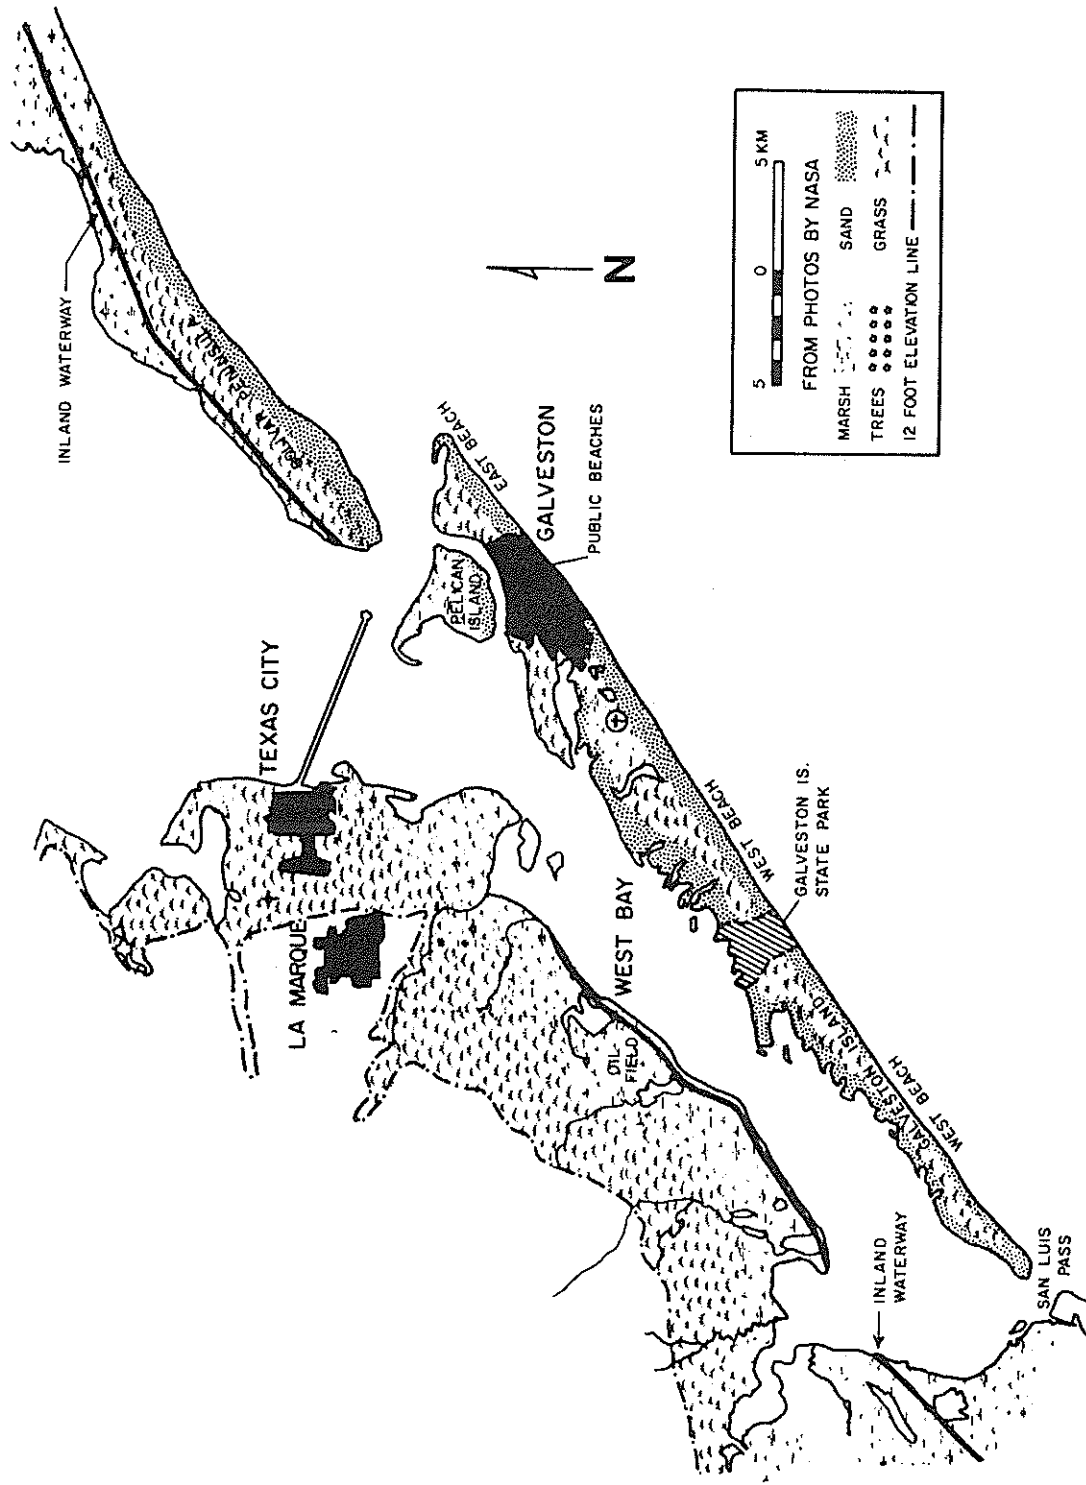 INLAND WATERWAY
BOLIVAR PENINSULA
TEXAS CITY
LA MARQUE
PELICAN
ISLAND
EAST BEACH
GALVESTON
PUBLIC BEACHES
WEST BAY
OIL
FIELD
WEST BEACH
GALVESTON IS.
STATE PARK
GALVESTON ISLAND
WEST BEACH
INLAND
WATERWAY
SAN LUIS
PASS
N
5 0 5 KM
FROM PHOTOS BY NASA
MARSH SAND
TREES GRASS
12 FOOT ELEVATION LINE